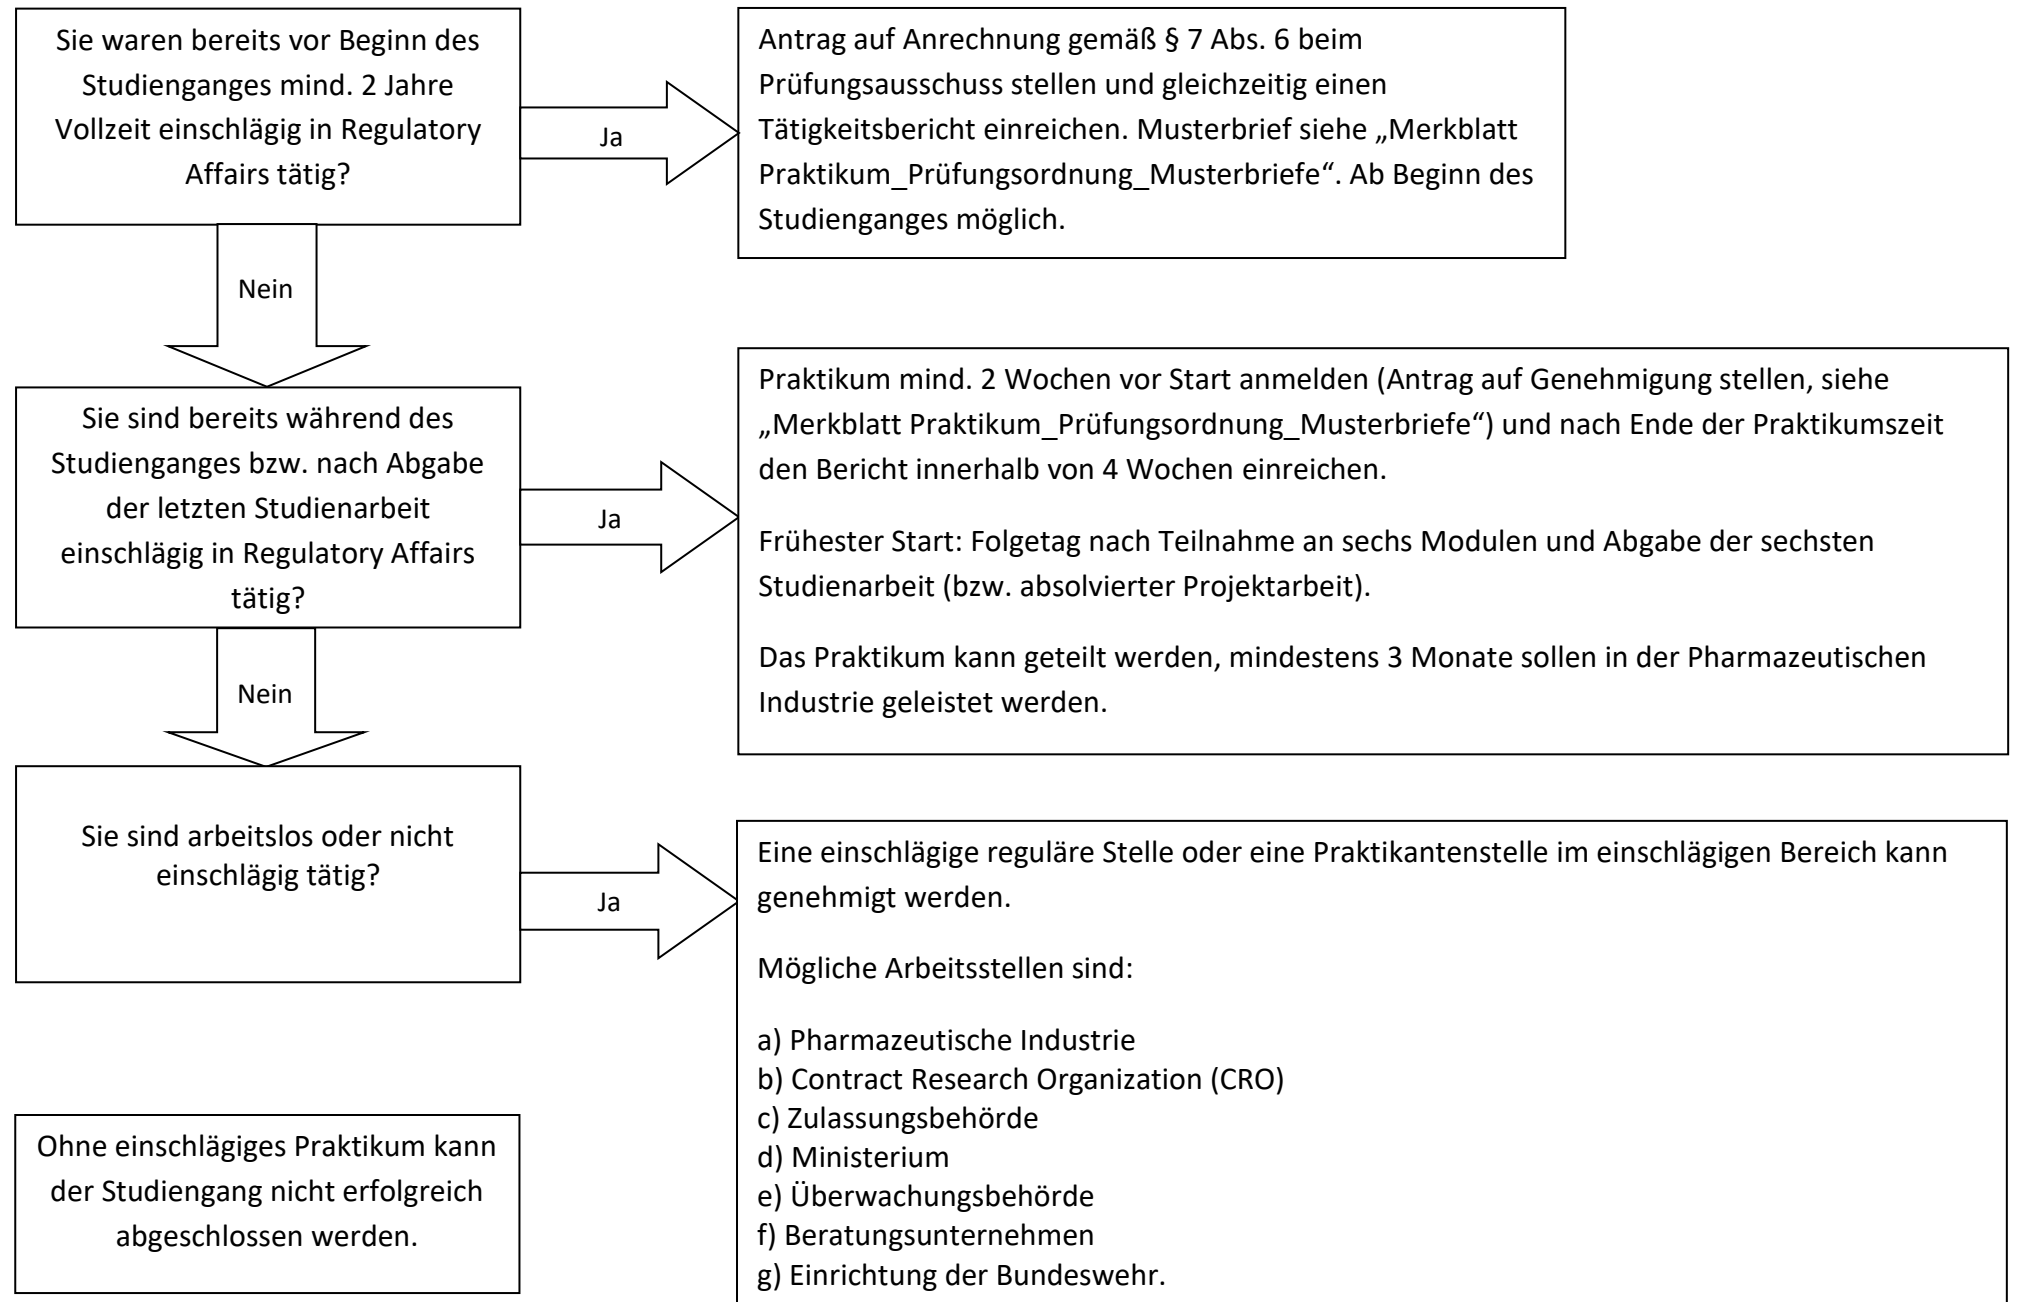 Sie waren bereits vor Beginn des
Studienganges mind. 2 Jahre
Vollzeit einschlägig in Regulatory
Affairs tätig?
Ja
Antrag auf Anrechnung gemäß § 7 Abs. 6 beim
Prüfungsausschuss stellen und gleichzeitig einen
Tätigkeitsbericht einreichen. Musterbrief siehe „Merkblatt
Praktikum_Prüfungsordnung_Musterbriefe“. Ab Beginn des
Studienganges möglich.
Nein
Sie sind bereits während des
Studienganges bzw. nach Abgabe
der letzten Studienarbeit
einschlägig in Regulatory Affairs
tätig?
Ja
Praktikum mind. 2 Wochen vor Start anmelden (Antrag auf Genehmigung stellen, siehe
„Merkblatt Praktikum_Prüfungsordnung_Musterbriefe“) und nach Ende der Praktikumszeit
den Bericht innerhalb von 4 Wochen einreichen.
Frühester Start: Folgetag nach Teilnahme an sechs Modulen und Abgabe der sechsten
Studienarbeit (bzw. absolvierter Projektarbeit).
Das Praktikum kann geteilt werden, mindestens 3 Monate sollen in der Pharmazeutischen
Industrie geleistet werden.
Nein
Sie sind arbeitslos oder nicht
einschlägig tätig?
Ja
Eine einschlägige reguläre Stelle oder eine Praktikantenstelle im einschlägigen Bereich kann
genehmigt werden.
Mögliche Arbeitsstellen sind:
a) Pharmazeutische Industrie
b) Contract Research Organization (CRO)
c) Zulassungsbehörde
d) Ministerium
e) Überwachungsbehörde
f) Beratungsunternehmen
g) Einrichtung der Bundeswehr.
Ohne einschlägiges Praktikum kann
der Studiengang nicht erfolgreich
abgeschlossen werden.